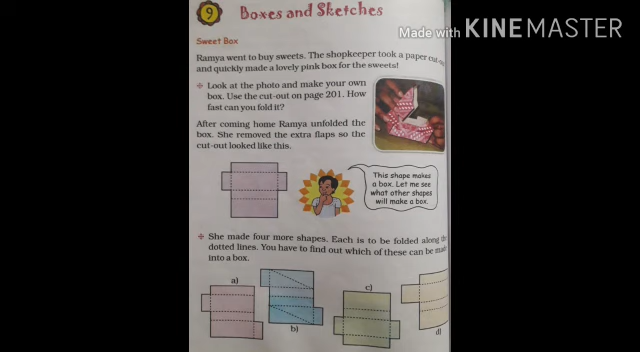 Made with KINEMASTER
9 Boxes and Sketches
Sweet Box
Ramya went to buy sweets. The shopkeeper took a paper cut-
and quickly made a lovely pink box for the sweets!
Look at the photo and make your own
box. Use the cut-out on page 201. How
fast can you fold it?
After coming home Ramya unfolded the
box. She removed the extra flaps so the
cut-out looked like this.
This shape makes
a box. Let me see
what other shapes
will make a box.
She made four more shapes. Each is to be folded along the
dotted lines. You have to find out which of these can be
into a box.
a)
b)
c)
d)